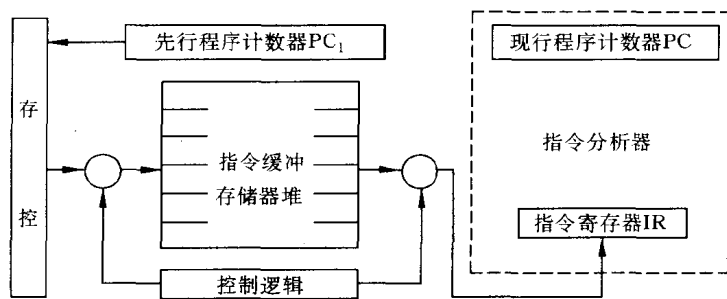 先行程序计数器PC₁
现行程序计数器PC
存
控
指令缓冲
存储器堆
指令分析器
指令寄存器IR
控制逻辑